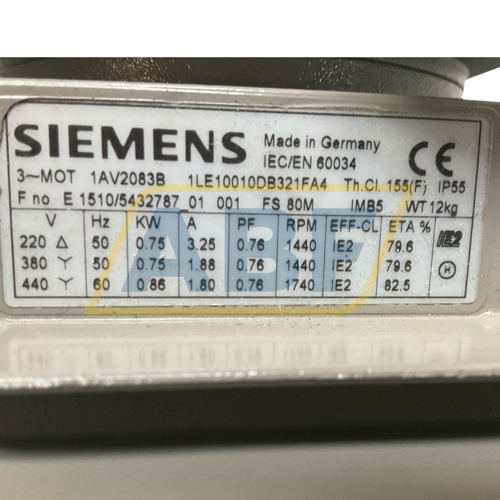 SIEMENS
Made in Germany
IEC/EN 60034
CE
3~MOT 1AV2083B 1LE10010DB321FA4 Th.Cl. 155(F) IP55
F no E 1510/5432787 01 001 FS 80M IMB5 WT 12kg
V Hz KW A PF RPM EFF-CL ETA % IE2
220 △ 50 0.75 3.25 0.76 1440 IE2 79.6
380 Y 50 0.75 1.88 0.76 1440 IE2 79.6 H
440 Y 60 0.86 1.80 0.76 1740 IE2 82.5
ABF